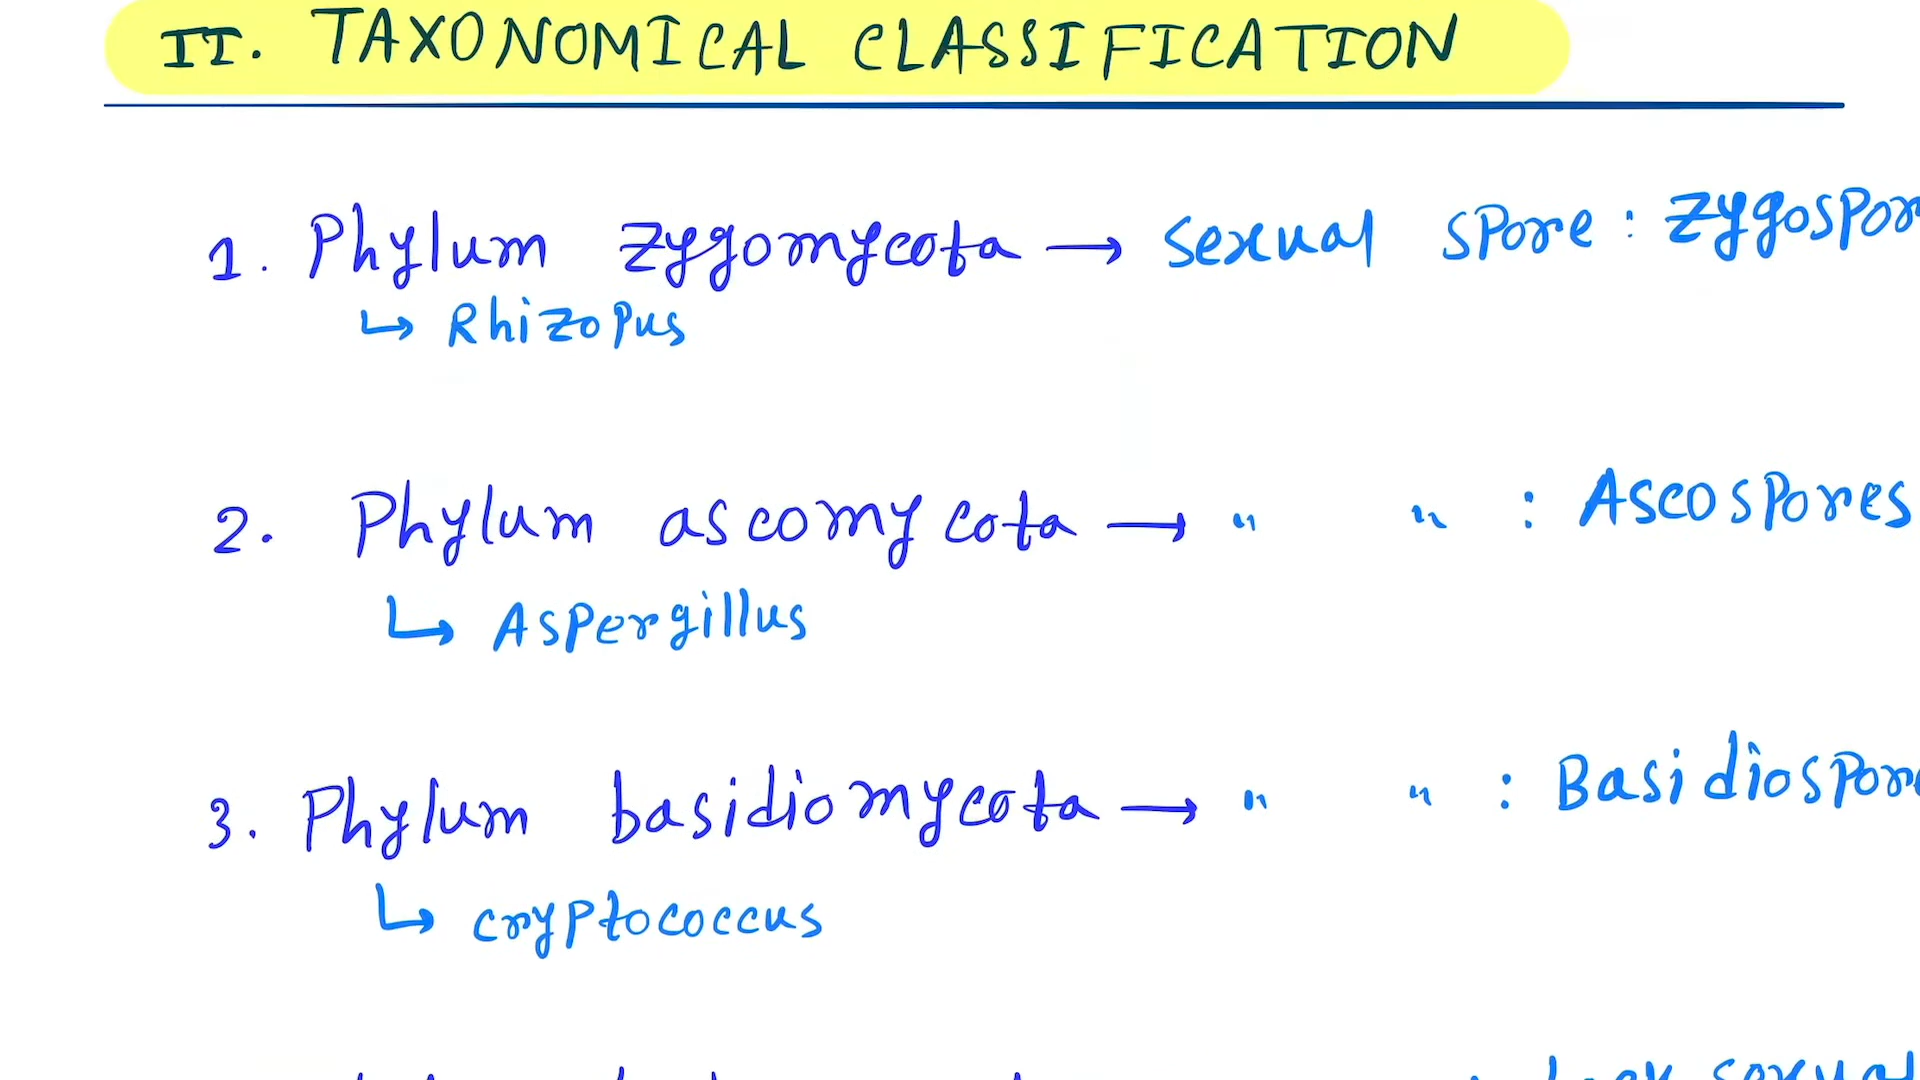 II. TAXONOMICAL CLASSIFICATION
1. Phylum zygomycota → sexual spore : zygospor
↳ Rhizopus
2. Phylum ascomycota → " " : Ascospores
↳ Aspergillus
3. Phylum basidiomycota → " " : Basidiospore
↳ cryptococcus